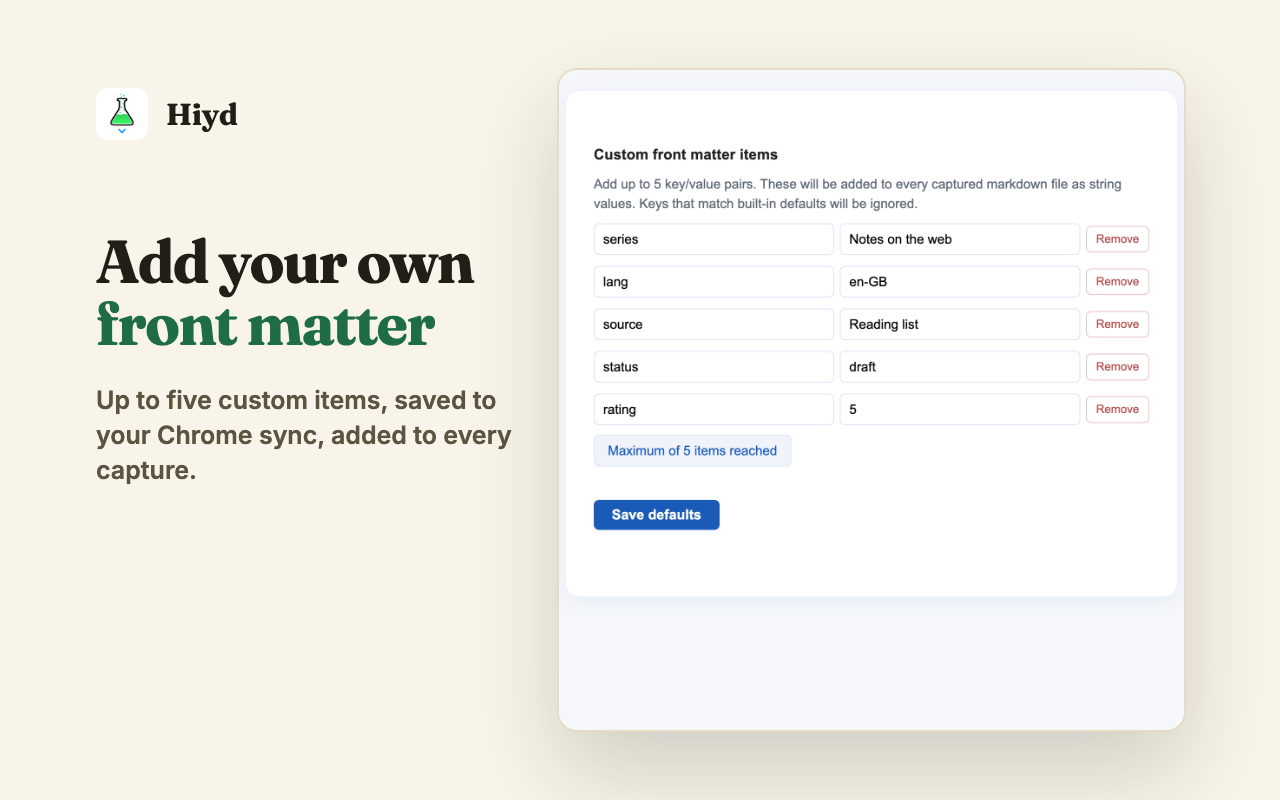 Hiyd
Add your own
front matter
Up to five custom items, saved to
your Chrome sync, added to every
capture.
Custom front matter items
Add up to 5 key/value pairs. These will be added to every captured markdown file as string
values. Keys that match built-in defaults will be ignored.
series Notes on the web Remove
lang en-GB Remove
source Reading list Remove
status draft Remove
rating 5 Remove
Maximum of 5 items reached
Save defaults